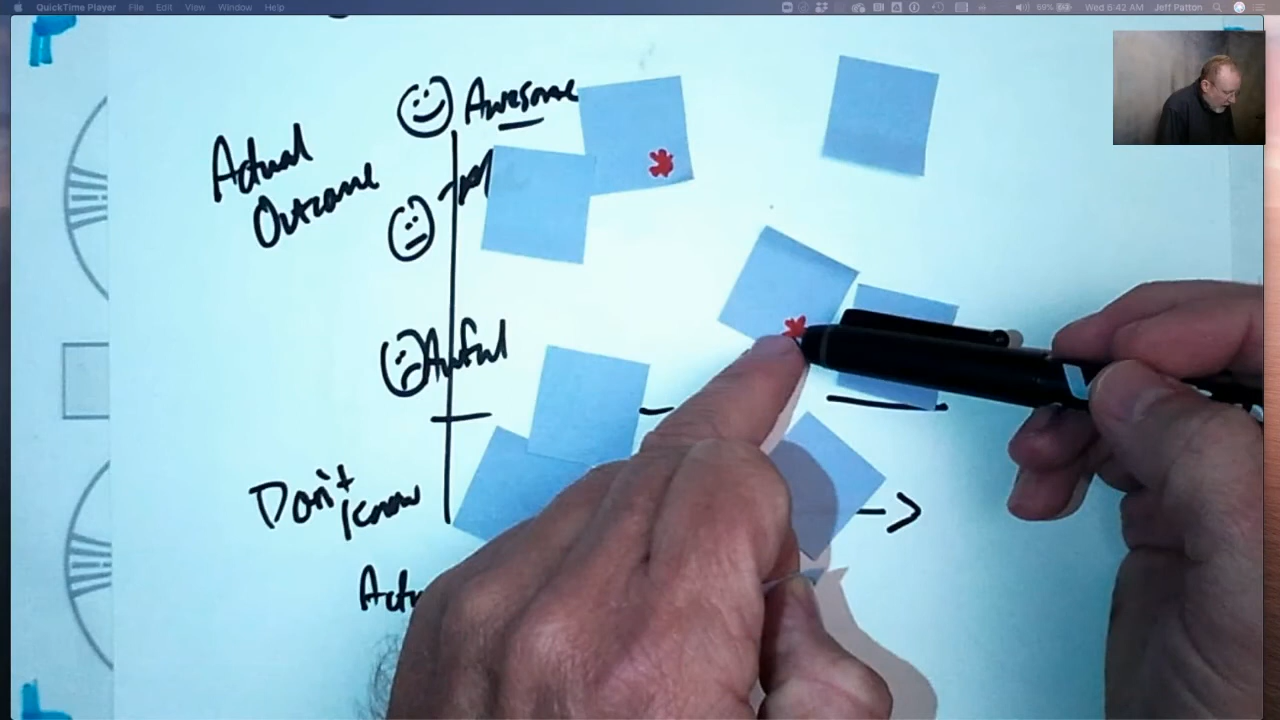 QuickTime Player File Edit View Window Help 59% Wed 6:42 AM Jeff Patton
Awesome
Actual
Outcome
Awful
Don't
know